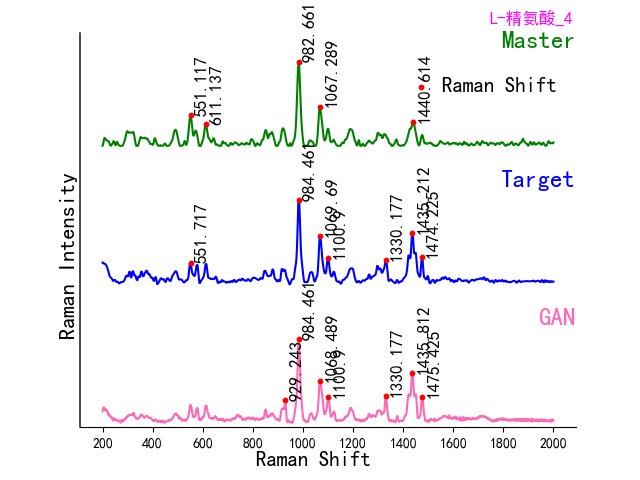 L-精氨酸_4
Master
Raman Shift
551.117
611.137
982.661
1067.289
1440.614
Target
551.717
984.461
1069.69
1100.9
1330.177
1435.212
1474.225
GAN
929.243
984.461
1068.489
1100.9
1330.177
1435.812
1475.425
Raman Intensity
200 400 600 800 1000 1200 1400 1600 1800 2000
Raman Shift